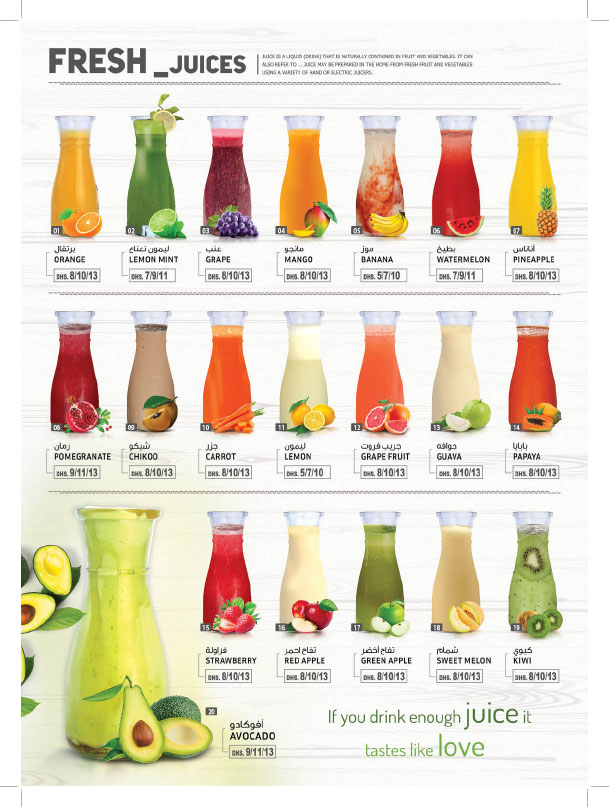 FRESH _JUICES
JUICE IS A LIQUID (DRINK) THAT IS NATURALLY CONTAINED IN FRUIT AND VEGETABLES. IT CAN
ALSO REFER TO ... JUICE MAY BE PREPARED IN THE HOME FROM FRESH FRUIT AND VEGETABLES
USING A VARIETY OF HAND OR ELECTRIC JUICERS.
01
برتقال
ORANGE
DHS. 8/10/13
02
ليمون نعناع
LEMON MINT
DHS. 7/9/11
03
عنب
GRAPE
DHS. 8/10/13
04
مانجو
MANGO
DHS. 8/10/13
05
موز
BANANA
DHS. 5/7/10
06
بطيخ
WATERMELON
DHS. 7/9/11
07
أناناس
PINEAPPLE
DHS. 8/10/13
08
رمان
POMEGRANATE
DHS. 9/11/13
09
شيكو
CHIKOO
DHS. 8/10/13
10
جزر
CARROT
DHS. 8/10/13
11
ليمون
LEMON
DHS. 5/7/10
12
جريب فروت
GRAPE FRUIT
DHS. 8/10/13
13
جوافه
GUAVA
DHS. 8/10/13
14
بابايا
PAPAYA
DHS. 8/10/13
15
فراولة
STRAWBERRY
DHS. 8/10/13
16
تفاح احمر
RED APPLE
DHS. 8/10/13
17
تفاح أخضر
GREEN APPLE
DHS. 8/10/13
18
شمام
SWEET MELON
DHS. 8/10/13
19
كيوي
KIWI
DHS. 8/10/13
20
أفوكادو
AVOCADO
DHS. 9/11/13
If you drink enough juice it
tastes like love